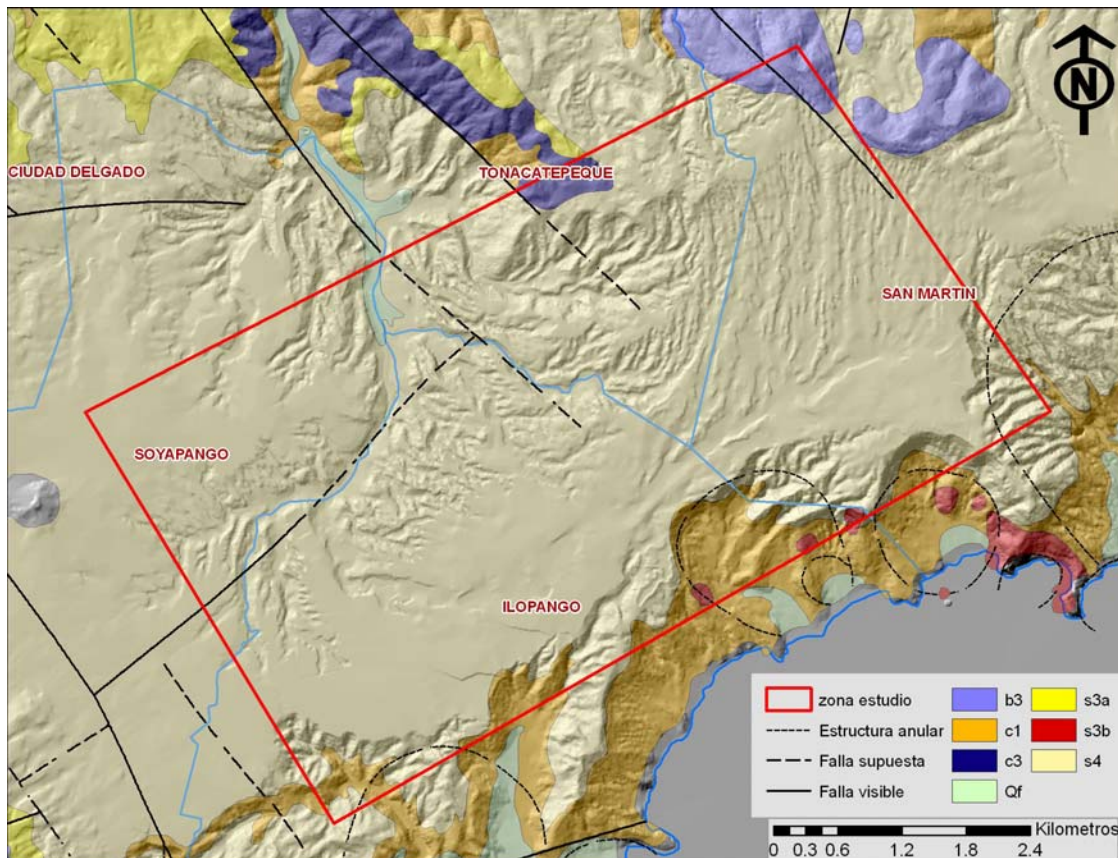 N
TONACATEPEQUE
CIUDAD DELGADO
SAN MARTIN
SOYAPANGO
ILOPANGO
zona estudio
Estructura anular
Falla supuesta
Falla visible
b3
c1
c3
Qf
s3a
s3b
s4
Kilometros
0 0.3 0.6 1.2 1.8 2.4